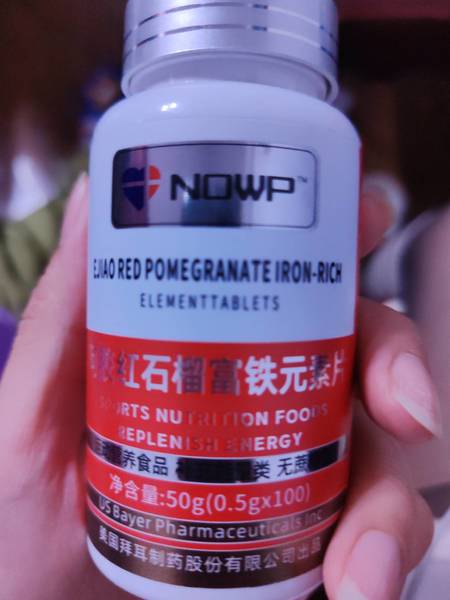 NOWP™
EJIAO RED POMEGRANATE IRON-RICH
ELEMENTTABLETS
胶红石榴富铁元素片
SPORTS NUTRITION FOODS
REPLENISH ENERGY
养食品 类 无蔗
净含量:50g(0.5gx100)
US Bayer Pharmaceuticals Inc
美国拜耳制药股份有限公司出品